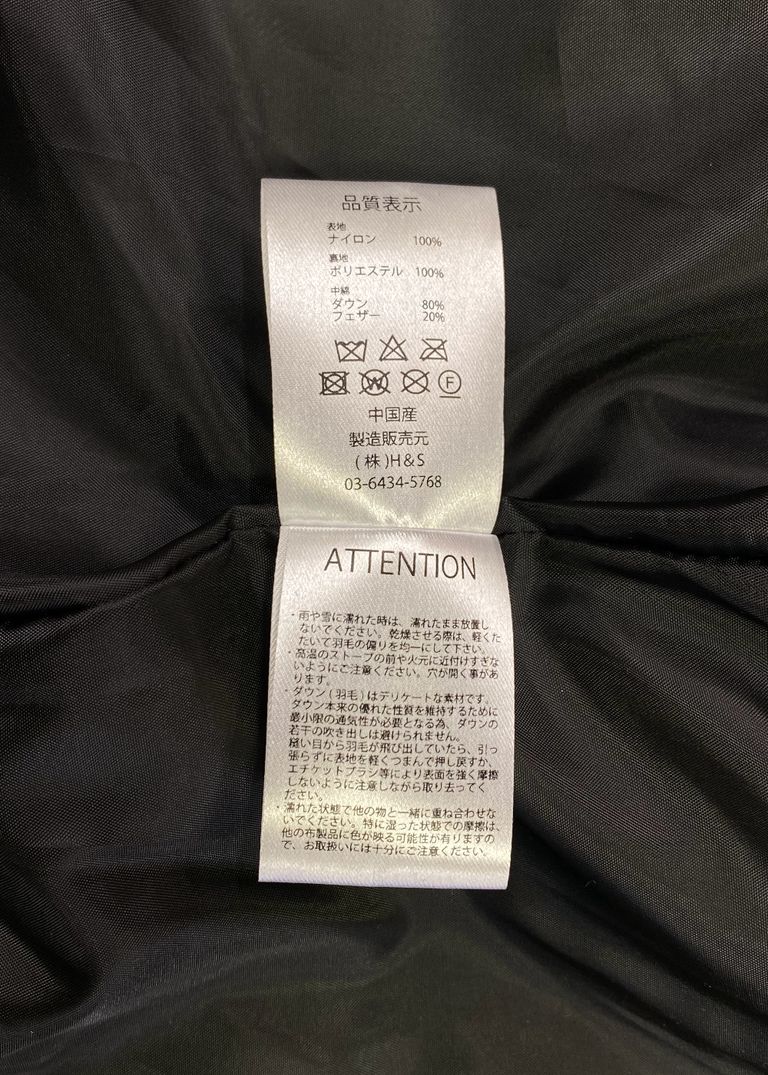 品質表示
表地
ナイロン 100%
裏地
ポリエステル 100%
中綿
ダウン 80%
フェザー 20%
W F
中国産
製造販売元
(株)H&S
03-6434-5768
ATTENTION
・雨や雪に濡れた時は、濡れたまま放置し
ないでください。乾燥させる際は、軽くた
たいて羽毛の偏りを均一にして下さい。
・高温のストーブの前や火元に近付けすぎな
いようにご注意ください。穴が開く事があ
ります。
・ダウン(羽毛)はデリケートな素材です。
ダウン本来の優れた性質を維持するために
最小限の通気性が必要となる為、ダウンの
若干の吹き出しは避けられません。
縫い目から羽毛が飛び出していたら、引っ
張らずに表地を軽くつまんで押し戻すか、
エチケットブラシ等により表面を強く摩擦
しないように注意しながら取り去ってく
ださい。
・濡れた状態で他の物と一緒に重ね合わせな
いでください。特に湿った状態での摩擦は、
他の布製品に色が映る可能性が有りますの
で、お取扱いには十分にご注意ください。